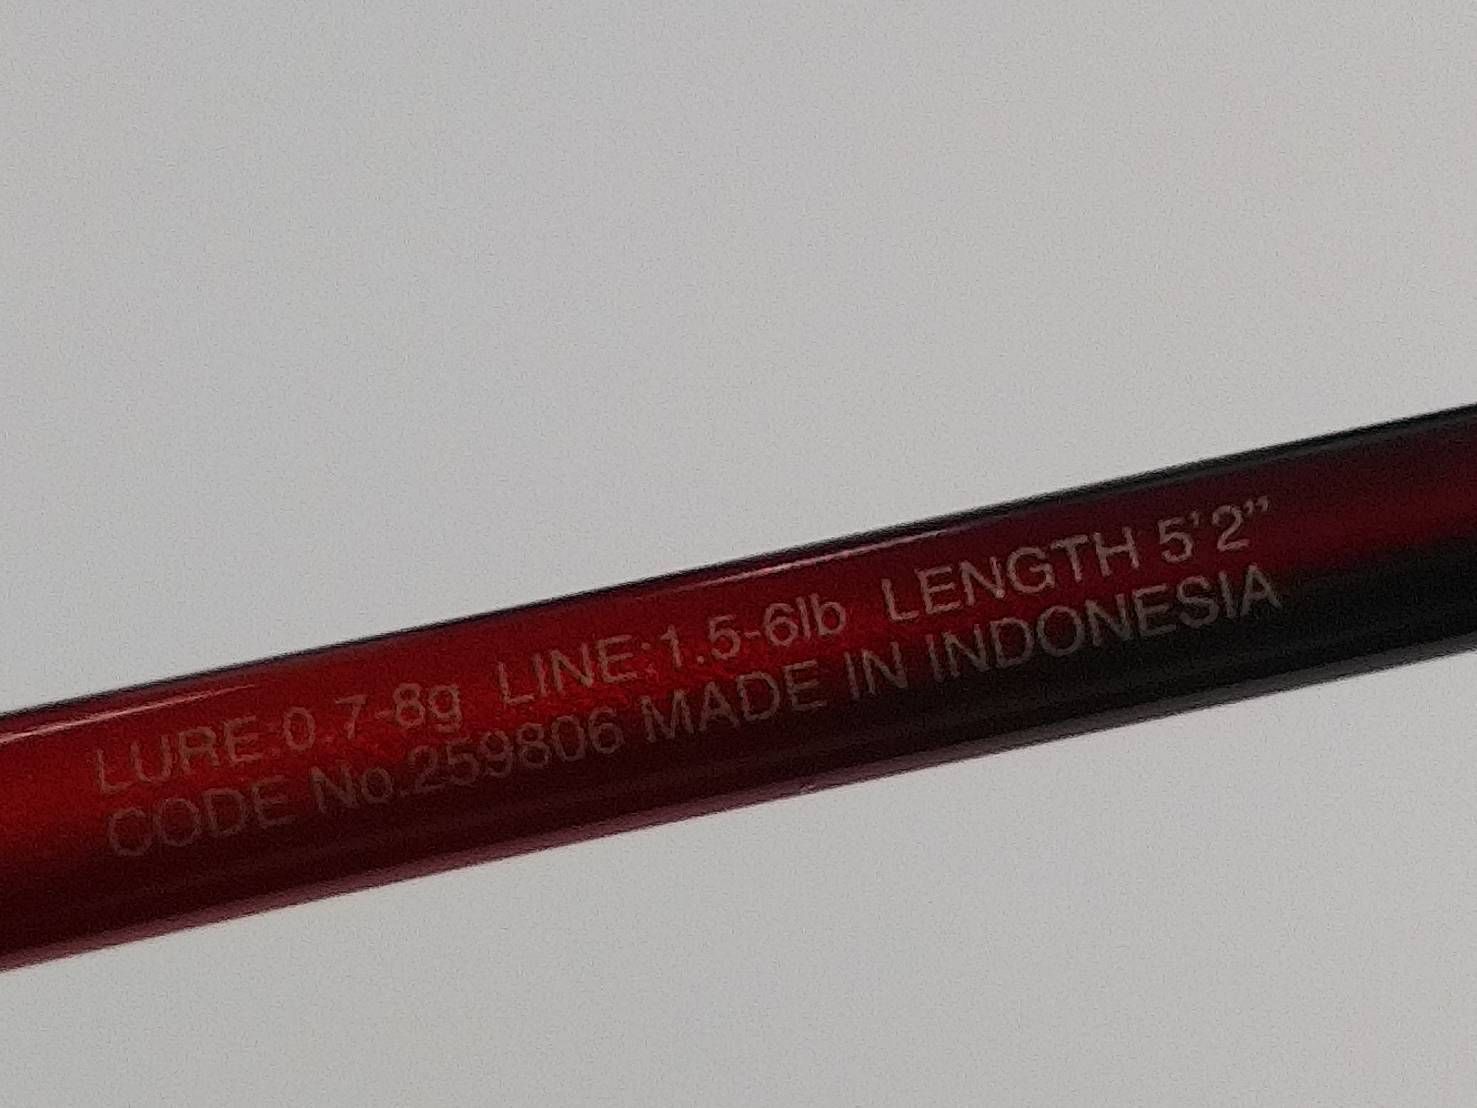 LURE:0.7-8g LINE:1.5-6lb LENGTH 5'2”
CODE No.259806 MADE IN INDONESIA